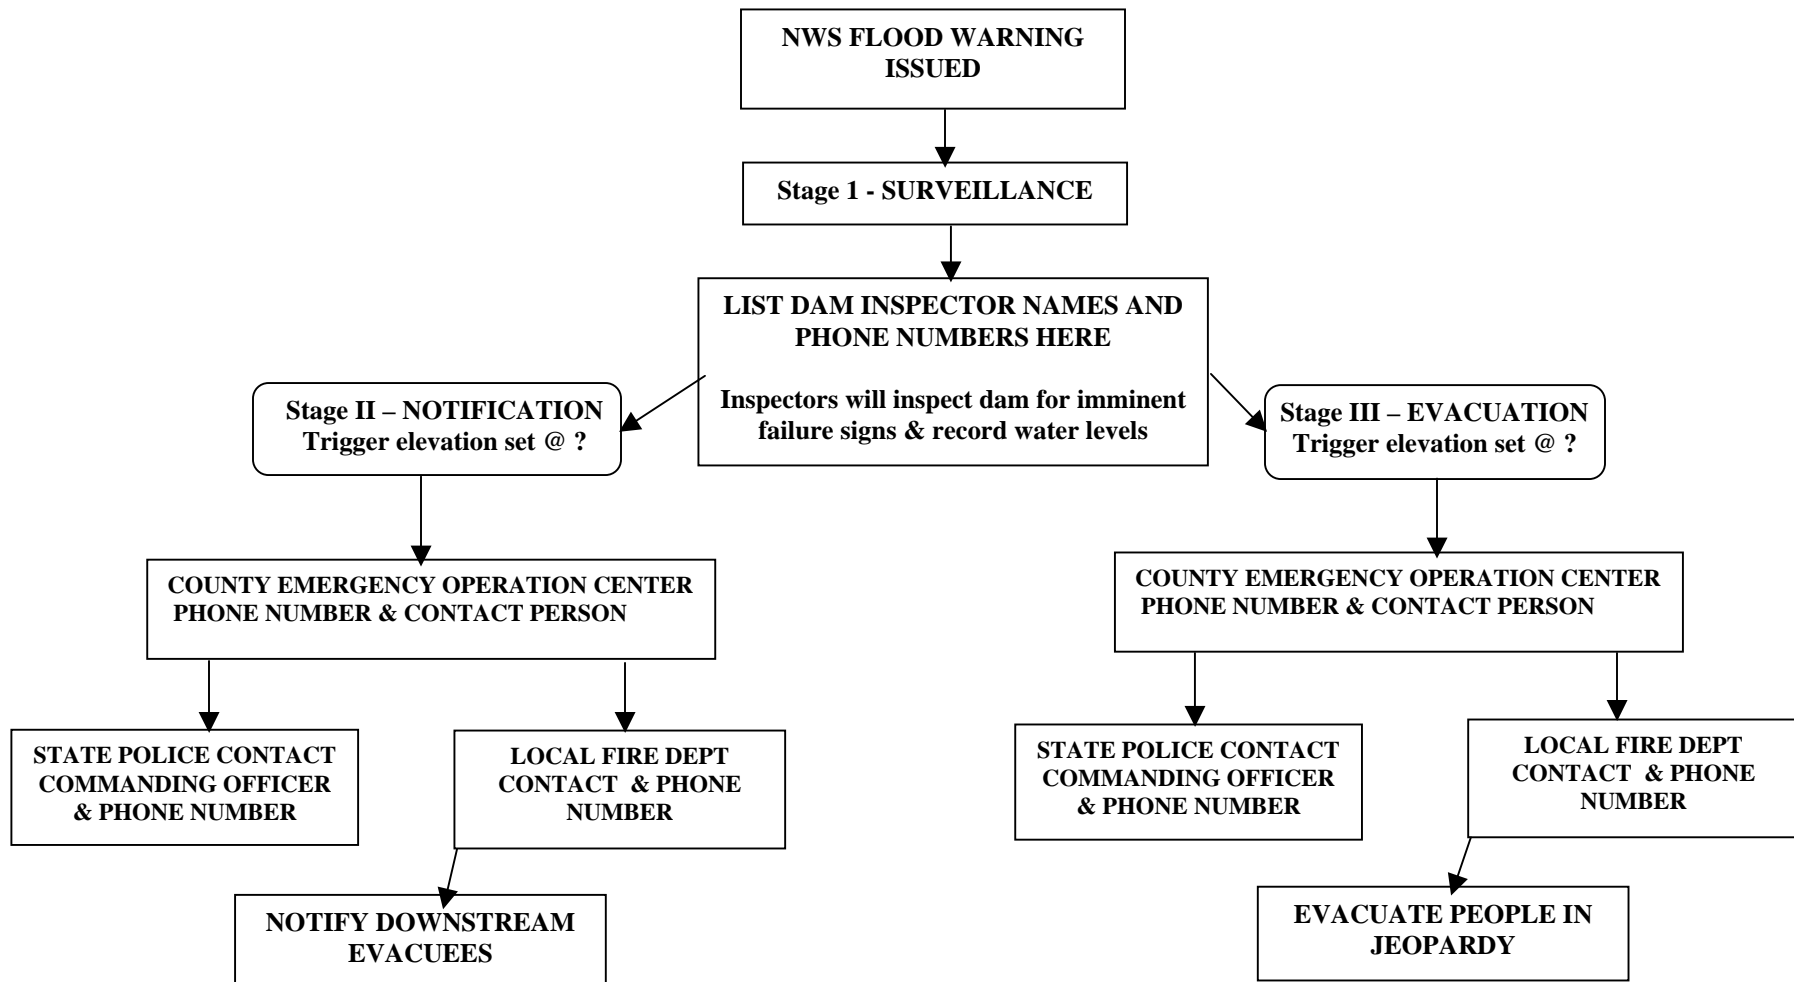 NWS FLOOD WARNING
ISSUED
Stage 1 - SURVEILLANCE
LIST DAM INSPECTOR NAMES AND
PHONE NUMBERS HERE
Inspectors will inspect dam for imminent
failure signs & record water levels
Stage II – NOTIFICATION
Trigger elevation set @ ?
Stage III – EVACUATION
Trigger elevation set @ ?
COUNTY EMERGENCY OPERATION CENTER
PHONE NUMBER & CONTACT PERSON
COUNTY EMERGENCY OPERATION CENTER
PHONE NUMBER & CONTACT PERSON
STATE POLICE CONTACT
COMMANDING OFFICER
& PHONE NUMBER
LOCAL FIRE DEPT
CONTACT & PHONE
NUMBER
STATE POLICE CONTACT
COMMANDING OFFICER
& PHONE NUMBER
LOCAL FIRE DEPT
CONTACT & PHONE
NUMBER
NOTIFY DOWNSTREAM
EVACUEES
EVACUATE PEOPLE IN
JEOPARDY